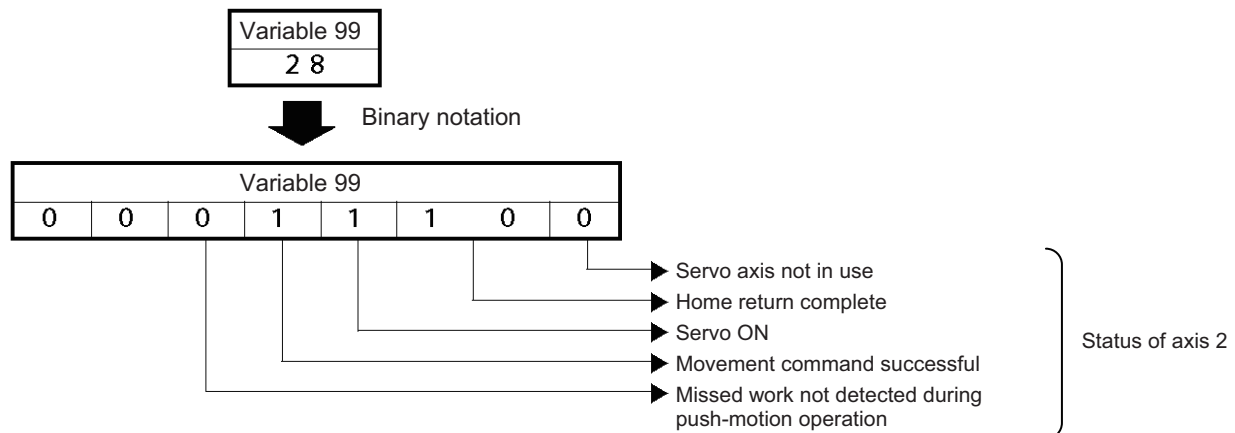 Variable 99
2 8
Binary notation
Variable 99
0 0 0 1 1 1 0 0
Servo axis not in use
Home return complete
Servo ON
Movement command successful
Missed work not detected during
push-motion operation
Status of axis 2